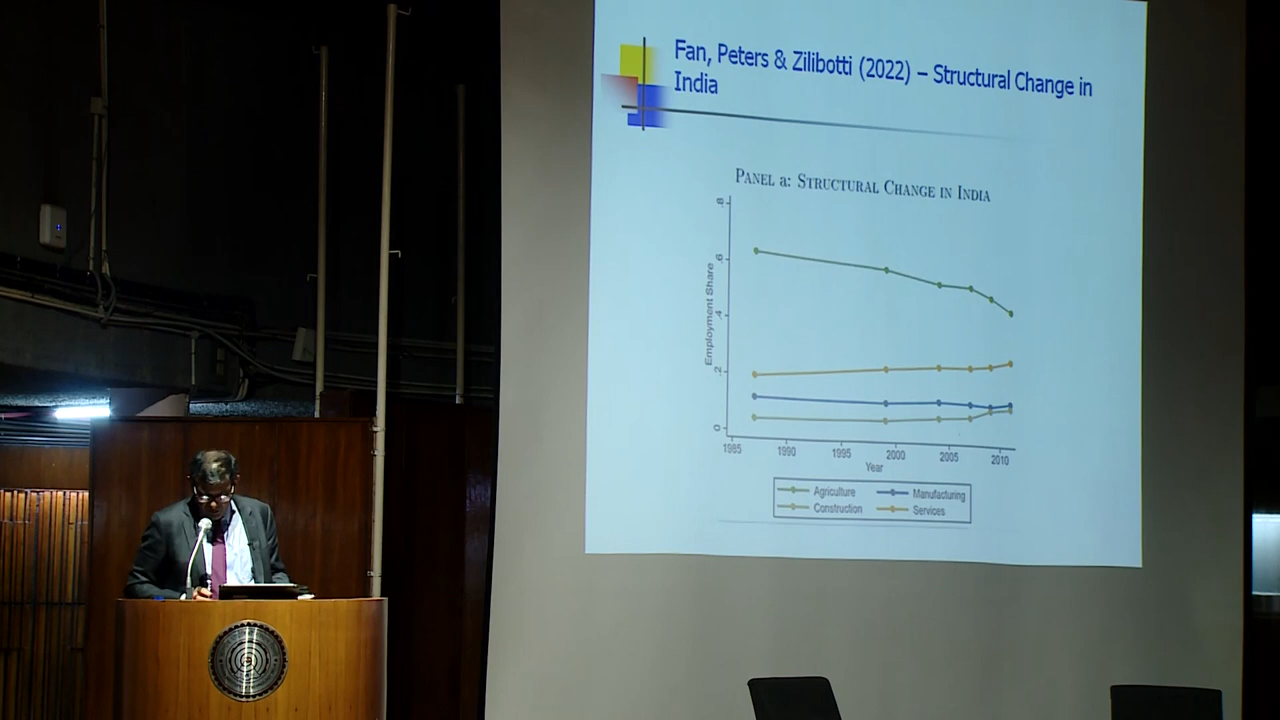 Fan, Peters & Zilibotti (2022) – Structural Change in
India
PANEL a: STRUCTURAL CHANGE IN INDIA
.8
.6
.4
.2
0
Employment Share
1985 1990 1995 2000 2005 2010
Year
Agriculture Manufacturing
Construction Services